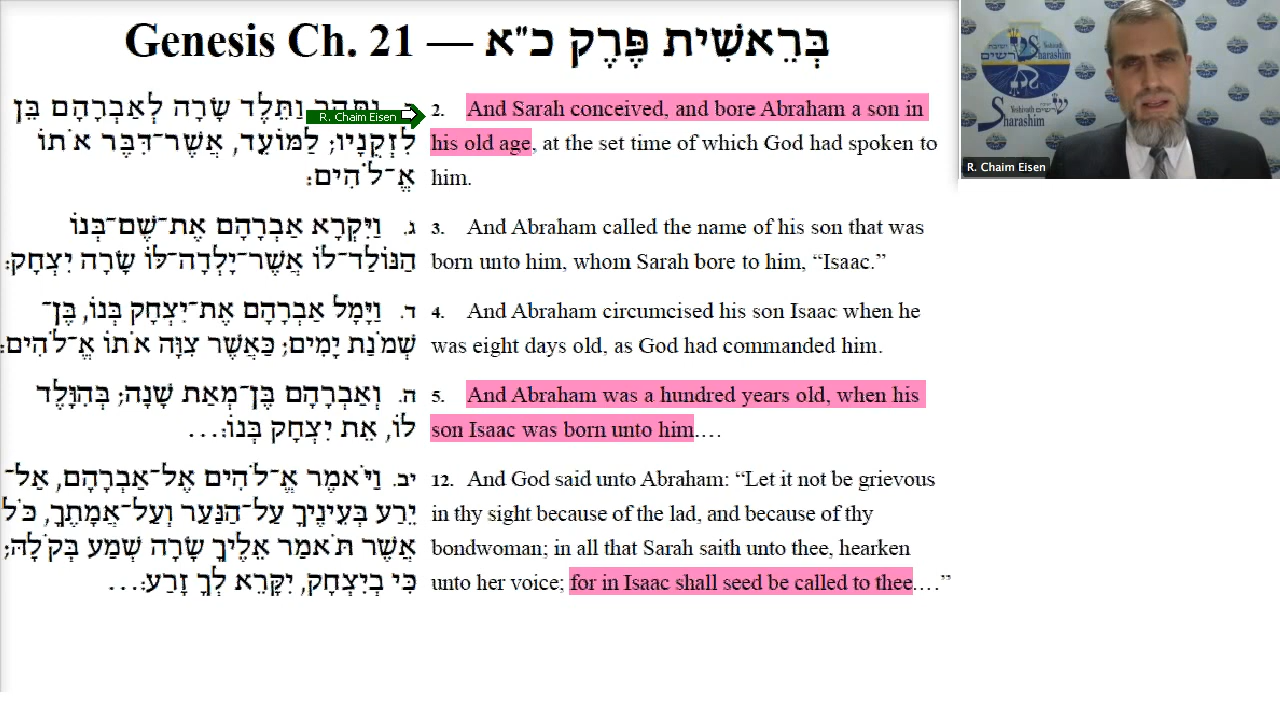 Genesis Ch. 21 — בְּרֵאשִׁית פֶּרֶק כ"א
וַתֵּלֶד שָׂרָה לְאַבְרָהָם בֵּן
לִזְקֻנָיו; לַמּוֹעֵד, אֲשֶׁר־דִּבֶּר אֹתוֹ
אֱ־לֹהִים:
2. And Sarah conceived, and bore Abraham a son in
his old age, at the set time of which God had spoken to
him.
ג. וַיִּקְרָא אַבְרָהָם אֶת־שֶׁם־בְּנוֹ
הַנּוֹלַד־לוֹ אֲשֶׁר־יָלְדָה־לּוֹ שָׂרָה יִצְחָק:
3. And Abraham called the name of his son that was
born unto him, whom Sarah bore to him, “Isaac.”
ד. וַיָּמָל אַבְרָהָם אֶת־יִצְחָק בְּנוֹ, בֶּן־
שְׁמֹנַת יָמִים; כַּאֲשֶׁר צִוָּה אֹתוֹ אֱ־לֹהִים:
4. And Abraham circumcised his son Isaac when he
was eight days old, as God had commanded him.
ה. וְאַבְרָהָם בֶּן־מְאַת שָׁנָה; בְּהִוָּלֶד
לוֹ, אֵת יִצְחָק בְּנוֹ:...
5. And Abraham was a hundred years old, when his
son Isaac was born unto him....
יב. וַיֹּאמֶר אֱ־לֹהִים אֶל־אַבְרָהָם, אַל־
יֵרַע בְּעֵינֶיךָ עַל־הַנַּעַר וְעַל־אֲמָתֶךָ, כֹּל
אֲשֶׁר תֹּאמַר אֵלֶיךָ שָׂרָה שְׁמַע בְּקֹלָהּ;
כִּי בְיִצְחָק, יִקָּרֵא לְךָ זָרַע:...
12. And God said unto Abraham: “Let it not be grievous
in thy sight because of the lad, and because of thy
bondwoman; in all that Sarah saith unto thee, hearken
unto her voice; for in Isaac shall seed be called to thee....”
R. Chaim Eisen
Yeshivath
Sharashim
Yeshivath
Sharashim
R. Chaim Eisen